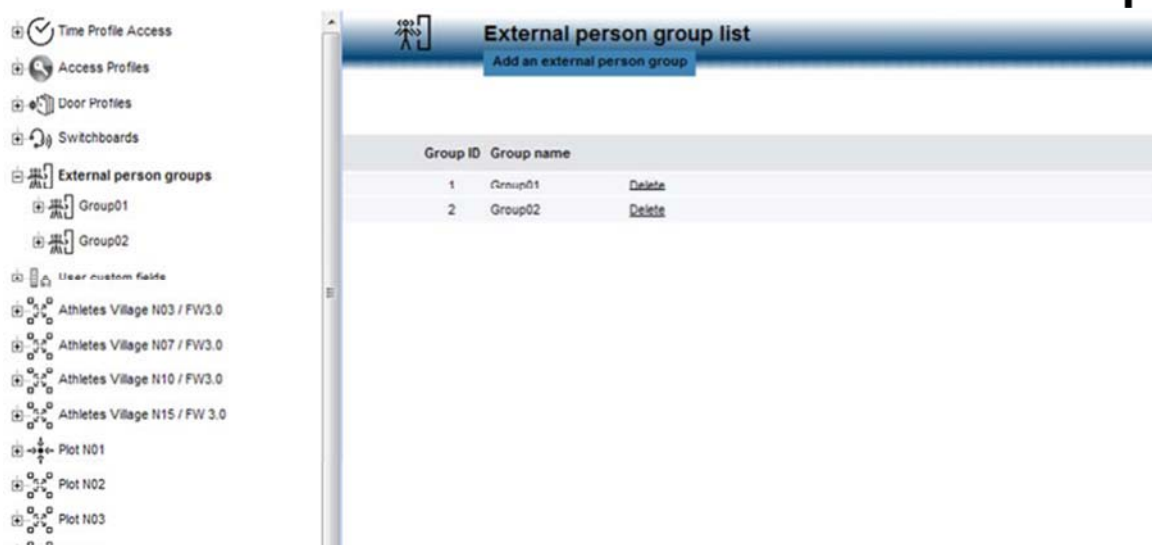 Time Profile Access
Access Profiles
Door Profiles
Switchboards
External person groups
Group01
Group02
User custom fields
Athletes Village N03 / FW3.0
Athletes Village N07 / FW3.0
Athletes Village N10 / FW3.0
Athletes Village N15 / FW 3.0
Plot N01
Plot N02
Plot N03
External person group list
Add an external person group
Group ID Group name
1 Group01 Delete
2 Group02 Delete